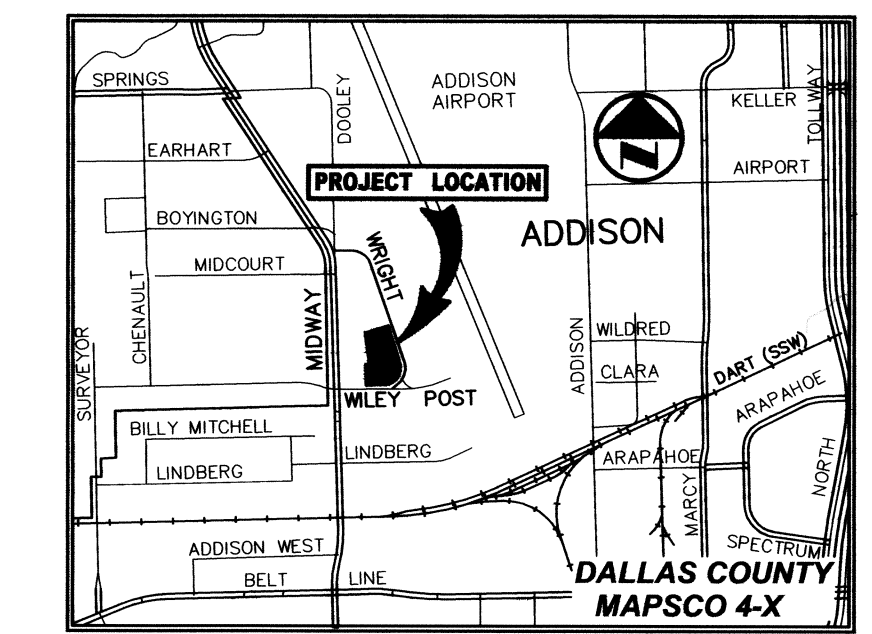 SPRINGS
DOOLEY
ADDISON
AIRPORT
KELLER
TOLLWAY
EARHART
AIRPORT
PROJECT LOCATION
N
BOYINGTON
ADDISON
WRIGHT
MIDCOURT
CHENAULT
MIDWAY
SURVEYOR
ADDISON
WILDRED
CLARA
DART (SSW)
WILEY POST
ARAPAHOE
BILLY MITCHELL
LINDBERG
LINDBERG
ARAPAHOE
NORTH
MARCY
ADDISON WEST
SPECTRUM
BELT LINE
DALLAS COUNTY
MAPSCO 4-X